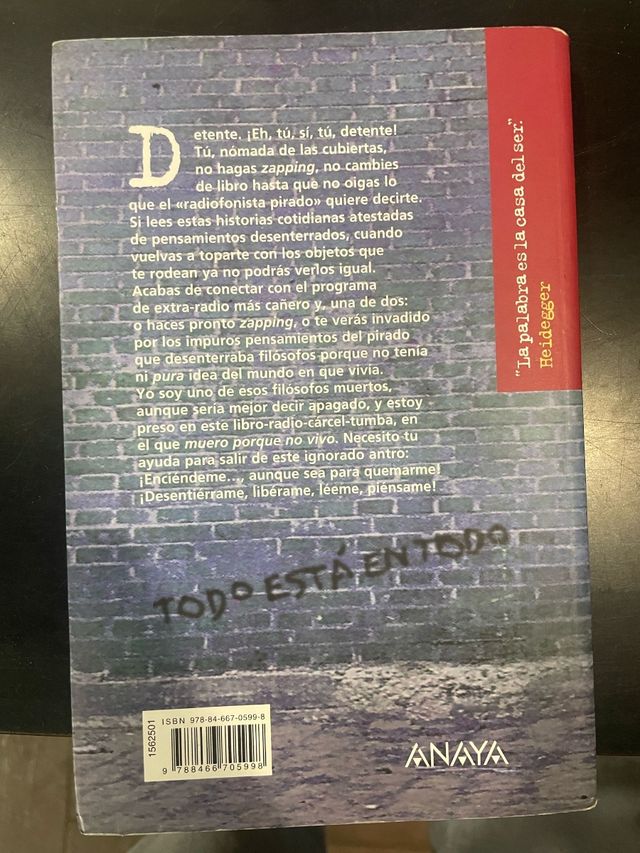 Detente. ¡Eh, tú, sí, tú, detente!
Tú, nómada de las cubiertas,
no hagas zapping, no cambies
de libro hasta que no oigas lo
que el «radiofonista pirado» quiere decirte.
Si lees estas historias cotidianas atestadas
de pensamientos desenterrados, cuando
vuelvas a toparte con los objetos que
te rodean ya no podrás verlos igual.
Acabas de conectar con el programa
de extra-radio más cañero y, una de dos:
o haces pronto zapping, o te verás invadido
por los impuros pensamientos del pirado
que desenterraba filósofos porque no tenía
ni pura idea del mundo en que vivía.
Yo soy uno de esos filósofos muertos,
aunque sería mejor decir apagado, y estoy
preso en este libro-radio-cárcel-tumba, en
el que muero porque no vivo. Necesito tu
ayuda para salir de este ignorado antro:
¡Enciéndeme..., aunque sea para quemarme!
¡Desentiérrame, libérame, léeme, piénsame!
"La palabra es la casa del ser".
Heidegger
TODO ESTÁ EN TODO
1562501
ISBN 978-84-667-0599-8
9 788466 705998
ANAYA